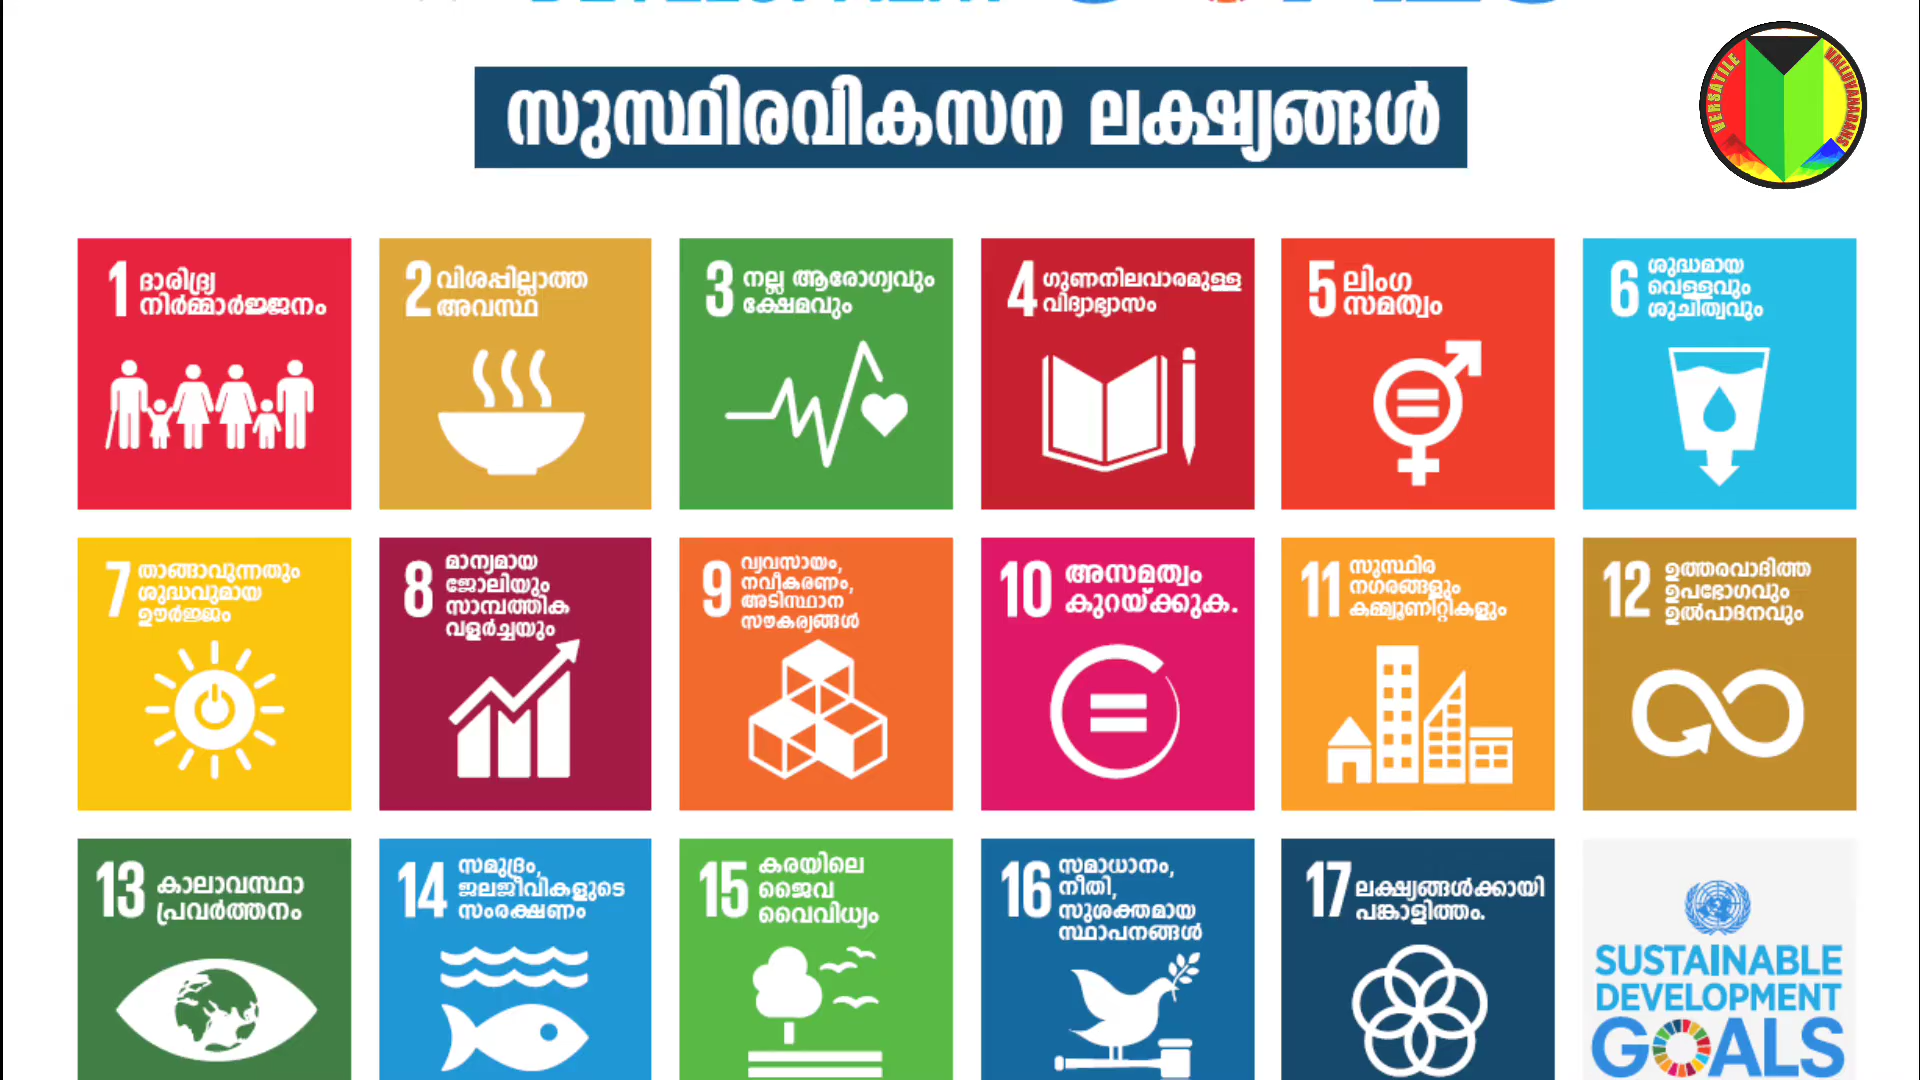 സുസ്ഥിരവികസന ലക്ഷ്യങ്ങൾ
VERSATILE
VALLUVANADANS
1 ദാരിദ്ര്യ
നിർമ്മാർജ്ജനം
2 വിശപ്പില്ലാത്ത
അവസ്ഥ
3 നല്ല ആരോഗ്യവും
ക്ഷേമവും
4 ഗുണനിലവാരമുള്ള
വിദ്യാഭ്യാസം
5 ലിംഗ
സമത്വം
6 ശുദ്ധമായ
വെള്ളവും
ശുചിത്വവും
7 താങ്ങാവുന്നതും
ശുദ്ധവുമായ
ഊർജ്ജം
8 മാന്യമായ
ജോലിയും
സാമ്പത്തിക
വളർച്ചയും
9 വ്യവസായം,
നവീകരണം,
അടിസ്ഥാന
സൗകര്യങ്ങൾ
10 അസമത്വം
കുറയ്ക്കുക.
11 സുസ്ഥിര
നഗരങ്ങളും
കമ്മ്യൂണിറ്റികളും
12 ഉത്തരവാദിത്ത
ഉപഭോഗവും
ഉൽപാദനവും
13 കാലാവസ്ഥാ
പ്രവർത്തനം
14 സമുദ്രം,
ജലജീവികളുടെ
സംരക്ഷണം
15 കരയിലെ
ജൈവ
വൈവിധ്യം
16 സമാധാനം,
നീതി,
സുശക്തമായ
സ്ഥാപനങ്ങൾ
17 ലക്ഷ്യങ്ങൾക്കായി
പങ്കാളിത്തം.
SUSTAINABLE
DEVELOPMENT
GOALS